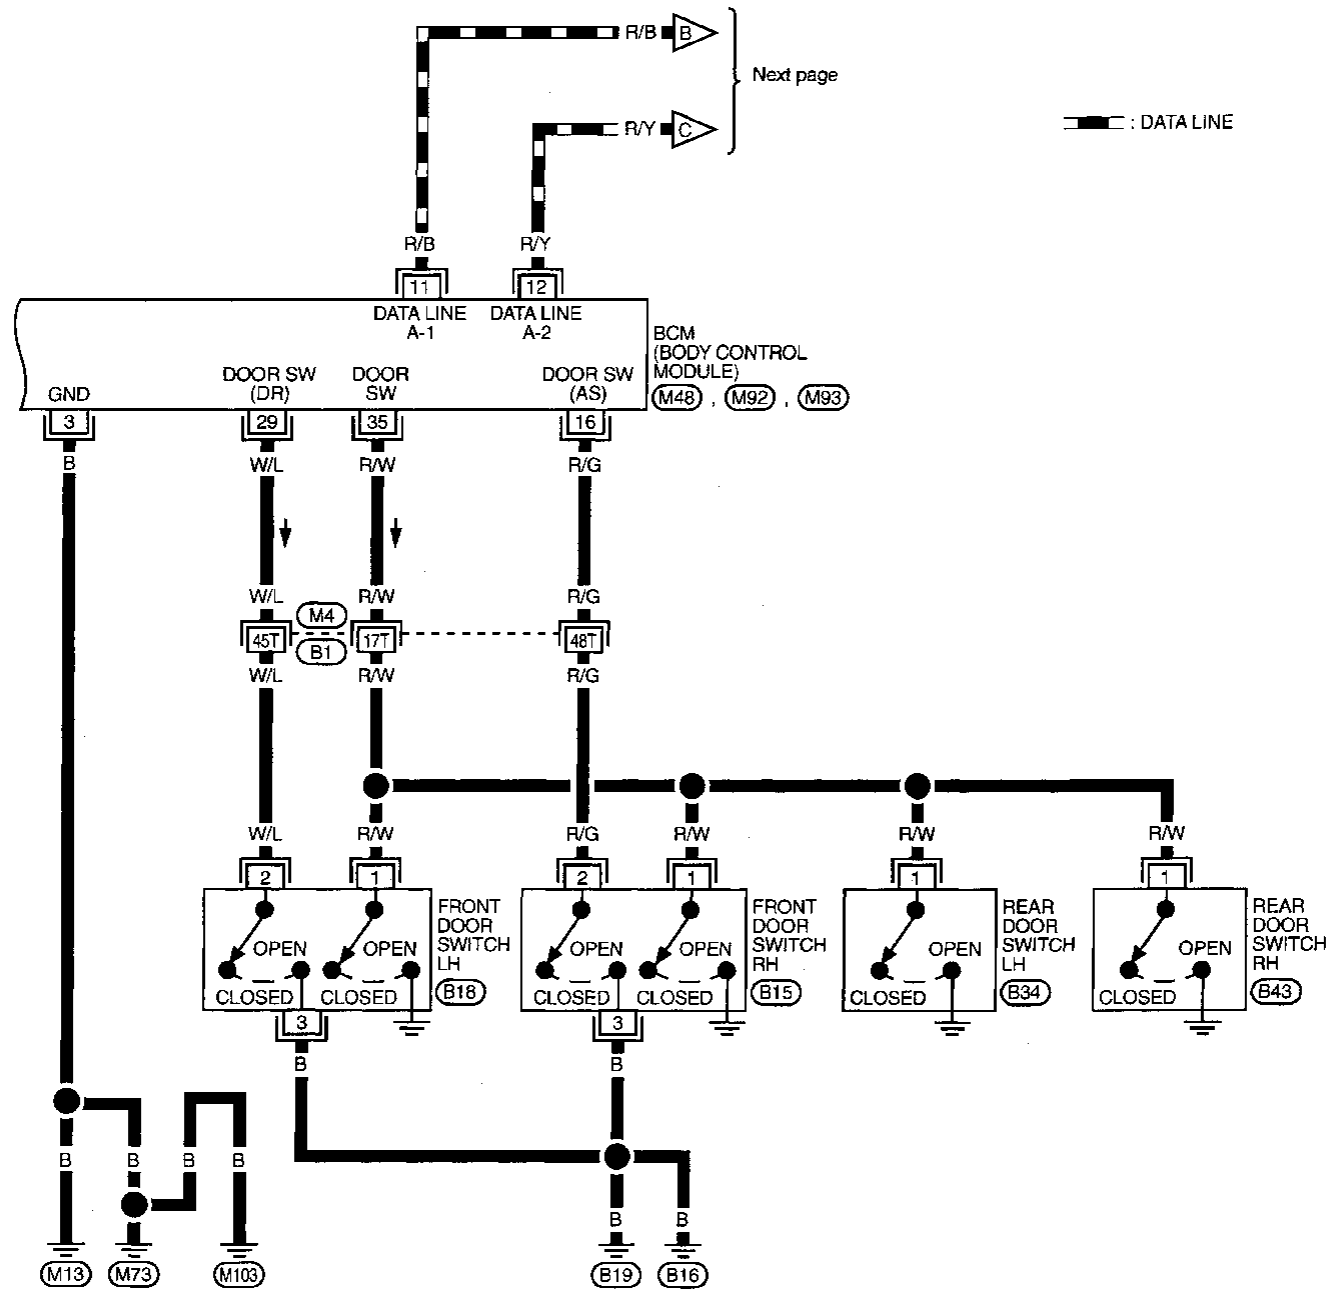 R/B B
Next page
R/Y C
: DATA LINE
R/B R/Y
11 12
DATA LINE
A-1
DATA LINE
A-2
BCM
(BODY CONTROL
MODULE)
M48 , M92 , M93
GND
DOOR SW
(DR)
DOOR
SW
DOOR SW
(AS)
3 29 35 16
B W/L R/W R/G
W/L R/W R/G
M4
45T 17T 48T
B1
W/L R/W R/G
W/L R/W R/G R/W R/W R/W
2 1 2 1 1 1
OPEN
CLOSED
OPEN
CLOSED
FRONT
DOOR
SWITCH
LH
B18
OPEN
CLOSED
OPEN
CLOSED
FRONT
DOOR
SWITCH
RH
B15
OPEN
CLOSED
REAR
DOOR
SWITCH
LH
B34
OPEN
CLOSED
REAR
DOOR
SWITCH
RH
B43
3 3
B B
B B B B
B B
M13 M73 M103 B19 B16